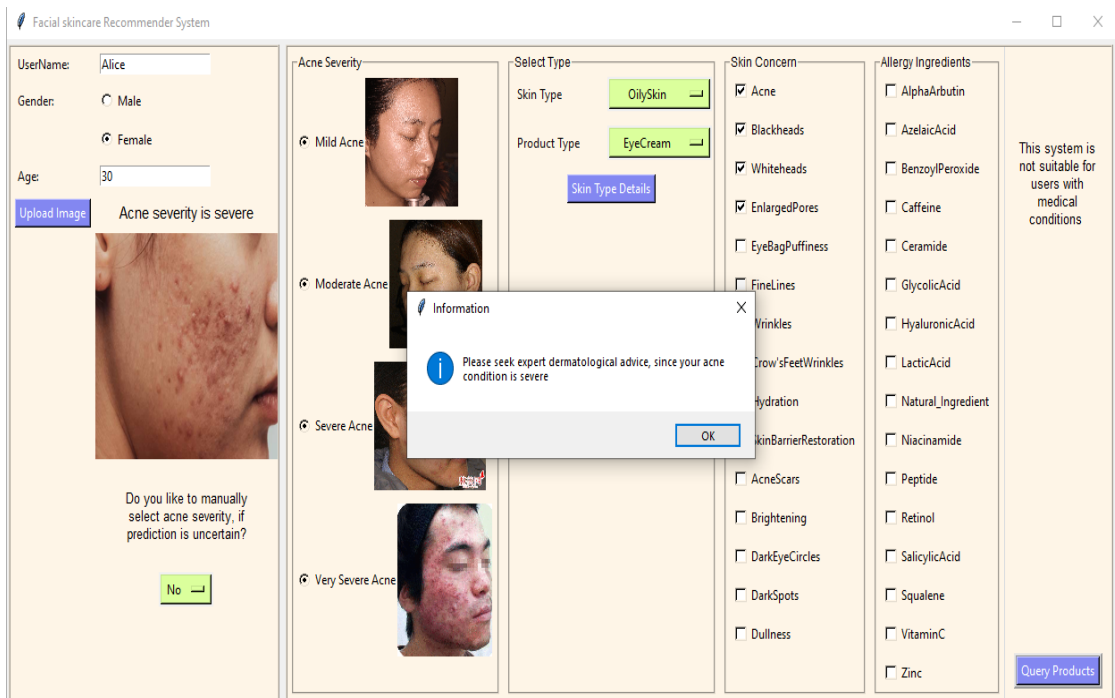 Facial skincare Recommender System
UserName:
Alice
Gender:
Male
Female
Age:
30
Upload Image
Acne severity is severe
Do you like to manually
select acne severity, if
prediction is uncertain?
No
Acne Severity
Mild Acne
Moderate Acne
Severe Acne
Very Severe Acne
Select Type
Skin Type
OilySkin
Product Type
EyeCream
Skin Type Details
Information
Please seek expert dermatological advice, since your acne
condition is severe
OK
Skin Concern
Acne
Blackheads
Whiteheads
EnlargedPores
EyeBagPuffiness
FineLines
Wrinkles
Crow'sFeetWrinkles
Hydration
SkinBarrierRestoration
AcneScars
Brightening
DarkEyeCircles
DarkSpots
Dullness
Allergy Ingredients
AlphaArbutin
AzelaicAcid
BenzoylPeroxide
Caffeine
Ceramide
GlycolicAcid
HyaluronicAcid
LacticAcid
Natural_Ingredient
Niacinamide
Peptide
Retinol
SalicylicAcid
Squalene
VitaminC
Zinc
This system is
not suitable for
users with
medical
conditions
Query Products